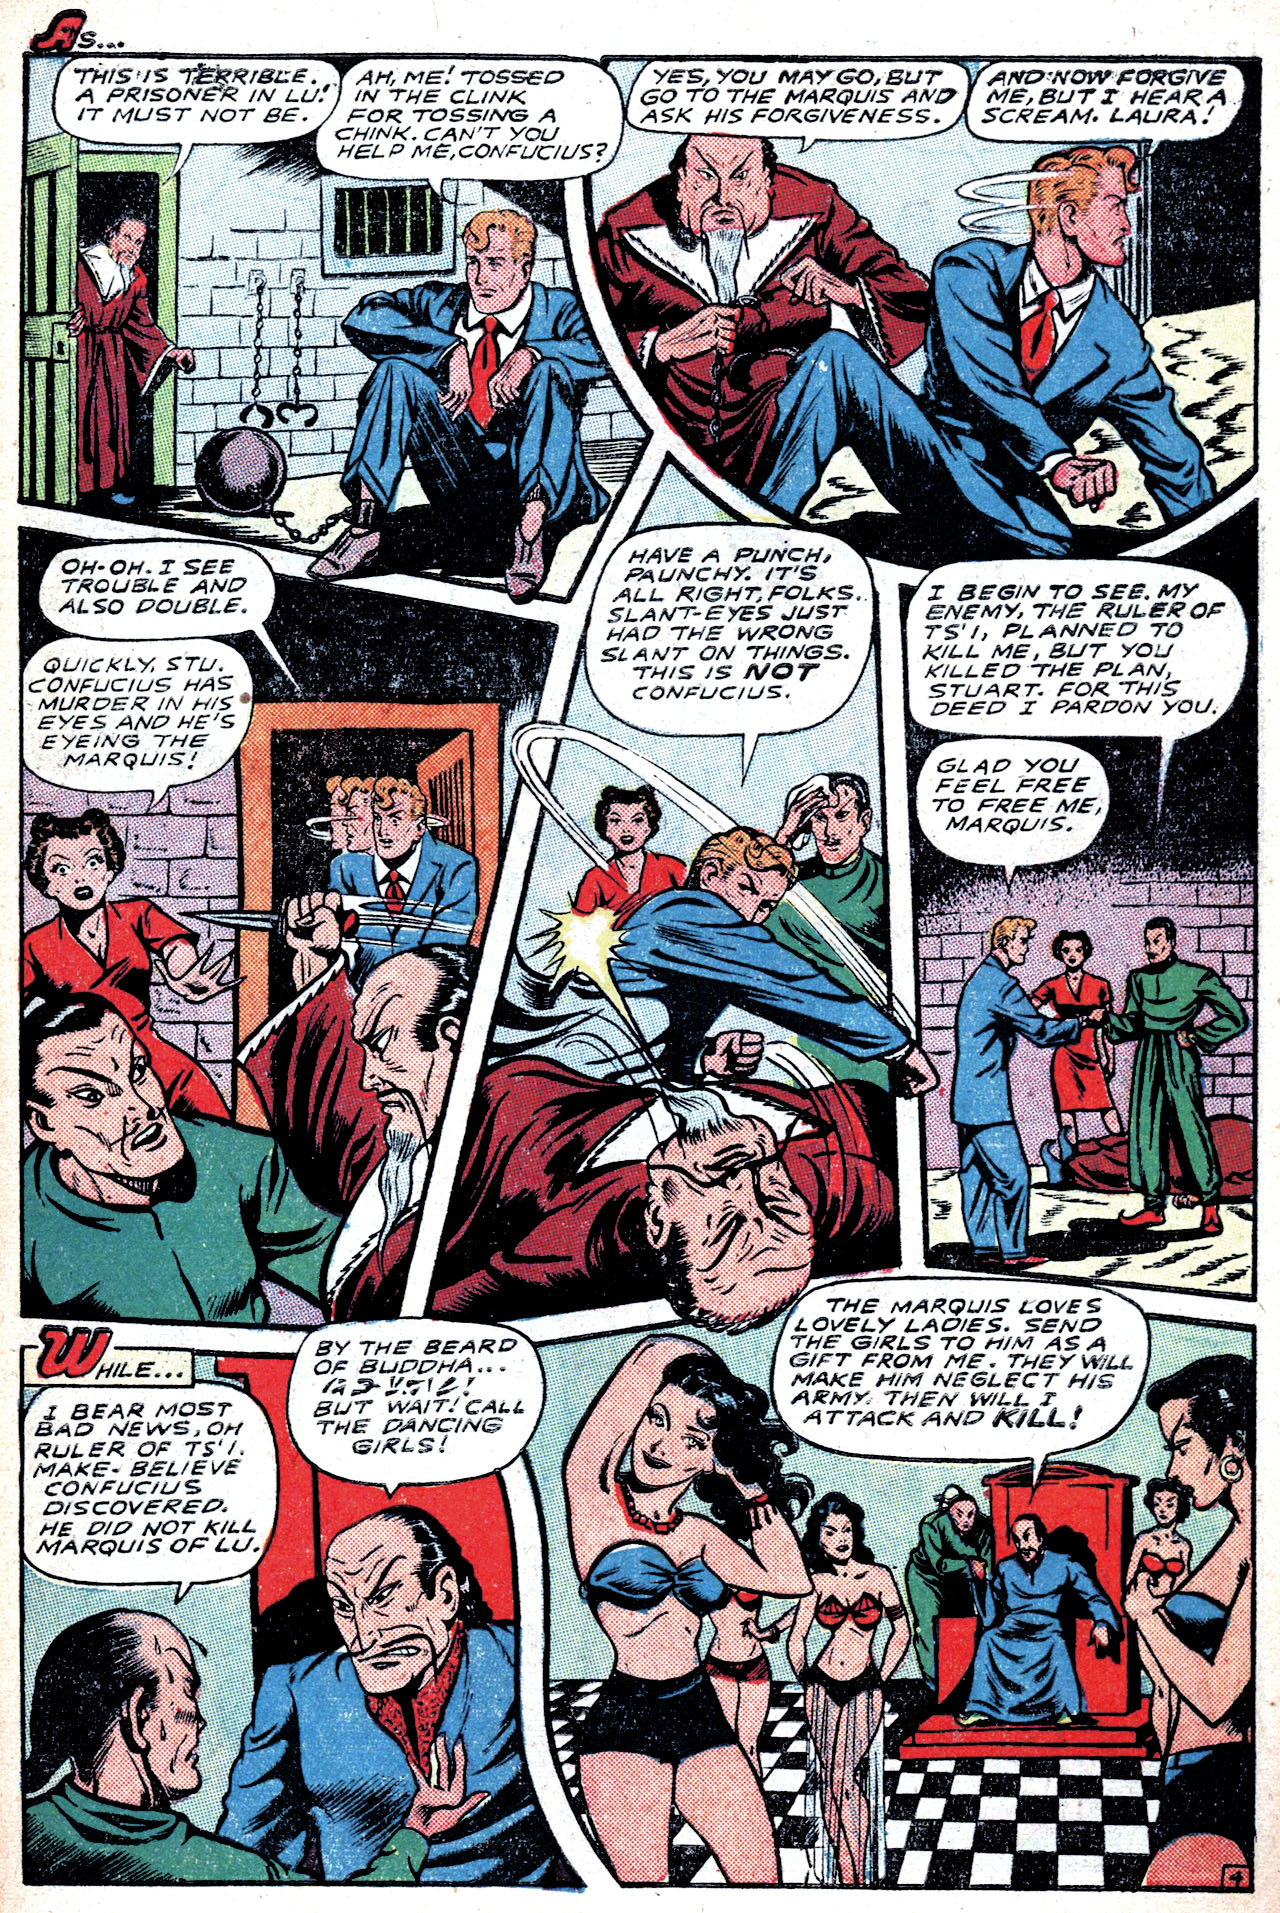 As...
THIS IS TERRIBLE.
A PRISONER IN LU!
IT MUST NOT BE.
AH, ME! TOSSED
IN THE CLINK
FOR TOSSING A
CHINK. CAN'T YOU
HELP ME, CONFUCIUS?
YES, YOU MAY GO, BUT
GO TO THE MARQUIS AND
ASK HIS FORGIVENESS.
AND NOW FORGIVE
ME, BUT I HEAR A
SCREAM. LAURA!
OH-OH. I SEE
TROUBLE AND
ALSO DOUBLE.
QUICKLY, STU.
CONFUCIUS HAS
MURDER IN HIS
EYES AND HE'S
EYEING THE
MARQUIS!
HAVE A PUNCH,
PAUNCHY. IT'S
ALL RIGHT, FOLKS.
SLANT-EYES JUST
HAD THE WRONG
SLANT ON THINGS.
THIS IS NOT
CONFUCIUS.
I BEGIN TO SEE. MY
ENEMY, THE RULER OF
TS'I, PLANNED TO
KILL ME, BUT YOU
KILLED THE PLAN,
STUART. FOR THIS
DEED I PARDON YOU.
GLAD YOU
FEEL FREE
TO FREE ME,
MARQUIS.
WHILE...
I BEAR MOST
BAD NEWS, OH
RULER OF TS'I.
MAKE-BELIEVE
CONFUCIUS
DISCOVERED.
HE DID NOT KILL
MARQUIS OF LU.
BY THE BEARD
OF BUDDHA...
BUT WAIT! CALL
THE DANCING
GIRLS!
THE MARQUIS LOVES
LOVELY LADIES. SEND
THE GIRLS TO HIM AS A
GIFT FROM ME. THEY WILL
MAKE HIM NEGLECT HIS
ARMY. THEN WILL I
ATTACK AND KILL!
4